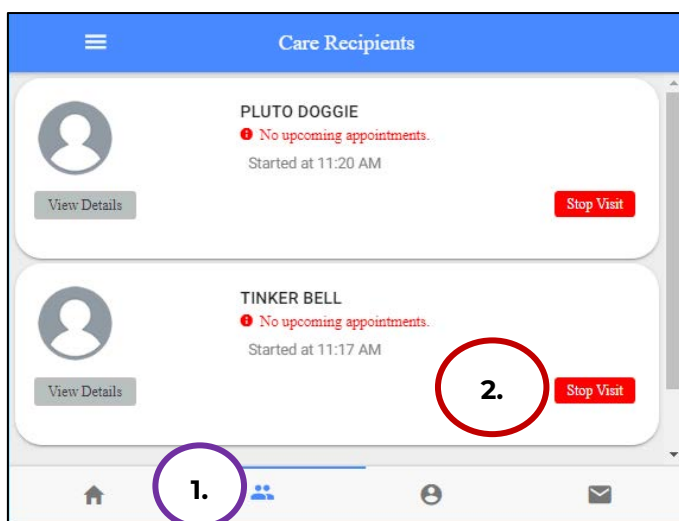 Care Recipients
PLUTO DOGGIE
No upcoming appointments.
Started at 11:20 AM
View Details
Stop Visit
TINKER BELL
No upcoming appointments.
Started at 11:17 AM
2.
View Details
Stop Visit
1.